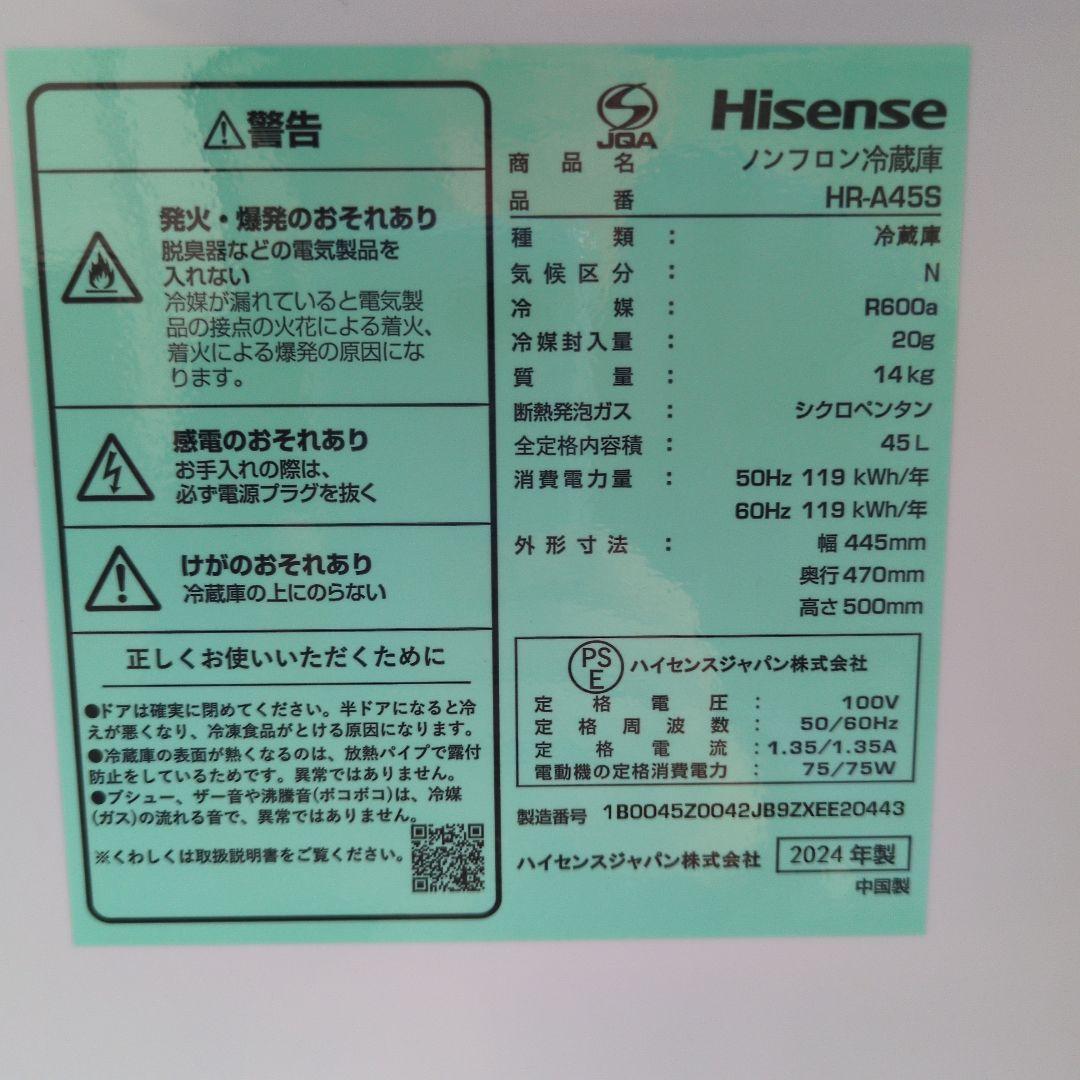 警告
発火・爆発のおそれあり
脱臭器などの電気製品を
入れない
冷媒が漏れていると電気製
品の接点の火花による着火、
着火による爆発の原因にな
ります。
感電のおそれあり
お手入れの際は、
必ず電源プラグを抜く
けがのおそれあり
冷蔵庫の上にのらない
正しくお使いいただくために
●ドアは確実に閉めてください。半ドアになると冷
えが悪くなり、冷凍食品がとける原因になります。
●冷蔵庫の表面が熱くなるのは、放熱パイプで露付
防止をしているためです。異常ではありません。
●ブシュー、ザー音や沸騰音(ボコボコ)は、冷媒
(ガス)の流れる音で、異常ではありません。
※くわしくは取扱説明書をご覧ください。
JQA
Hisense
商品名 ノンフロン冷蔵庫
品番 HR-A45S
種類 : 冷蔵庫
気候区分 : N
冷媒 : R600a
冷媒封入量 : 20g
質量 : 14kg
断熱発泡ガス : シクロペンタン
全定格内容積 : 45L
消費電力量 : 50Hz 119 kWh/年
60Hz 119 kWh/年
外形寸法 : 幅 445mm
奥行 470mm
高さ 500mm
PS
E
ハイセンスジャパン株式会社
定格電圧 : 100V
定格周波数 : 50/60Hz
定格電流 : 1.35/1.35A
電動機の定格消費電力 : 75/75W
製造番号 1B0045Z0042JB9ZXEE20443
ハイセンスジャパン株式会社 2024年製
中国製